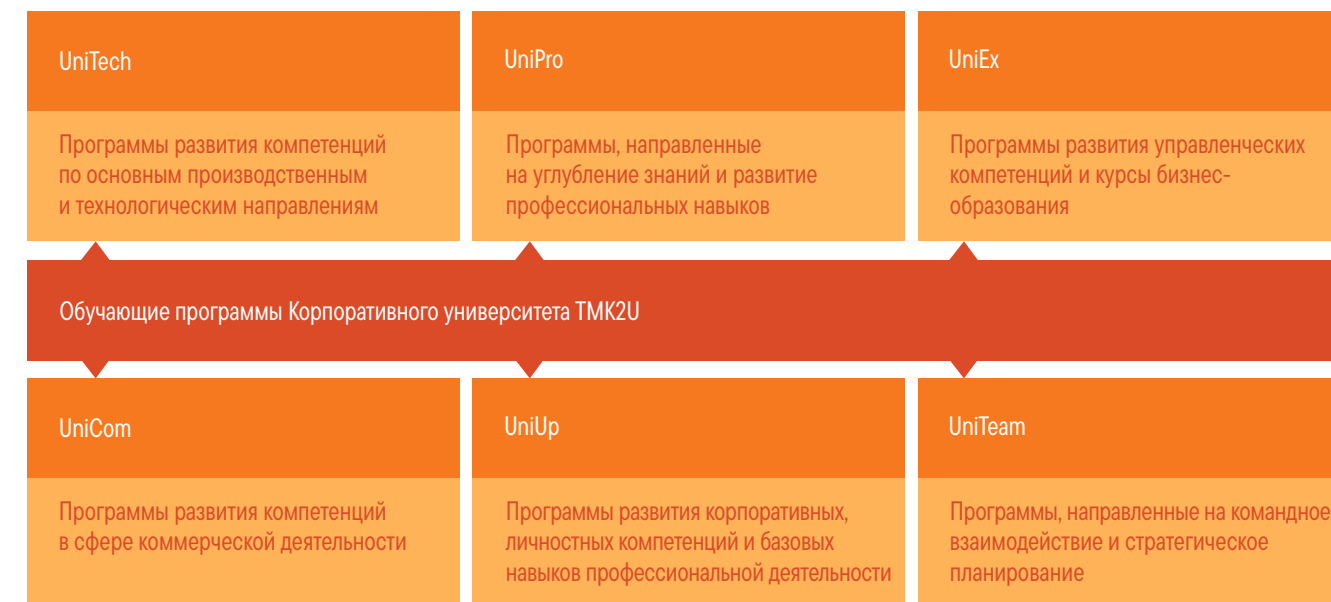 UniTech
Программы развития компетенций
по основным производственным
и технологическим направлениям
UniPro
Программы, направленные
на углубление знаний и развитие
профессиональных навыков
UniEx
Программы развития управленческих
компетенций и курсы бизнес-
образования
Обучающие программы Корпоративного университета TMK2U
UniCom
Программы развития компетенций
в сфере коммерческой деятельности
UniUp
Программы развития корпоративных,
личностных компетенций и базовых
навыков профессиональной деятельности
UniTeam
Программы, направленные на командное
взаимодействие и стратегическое
планирование